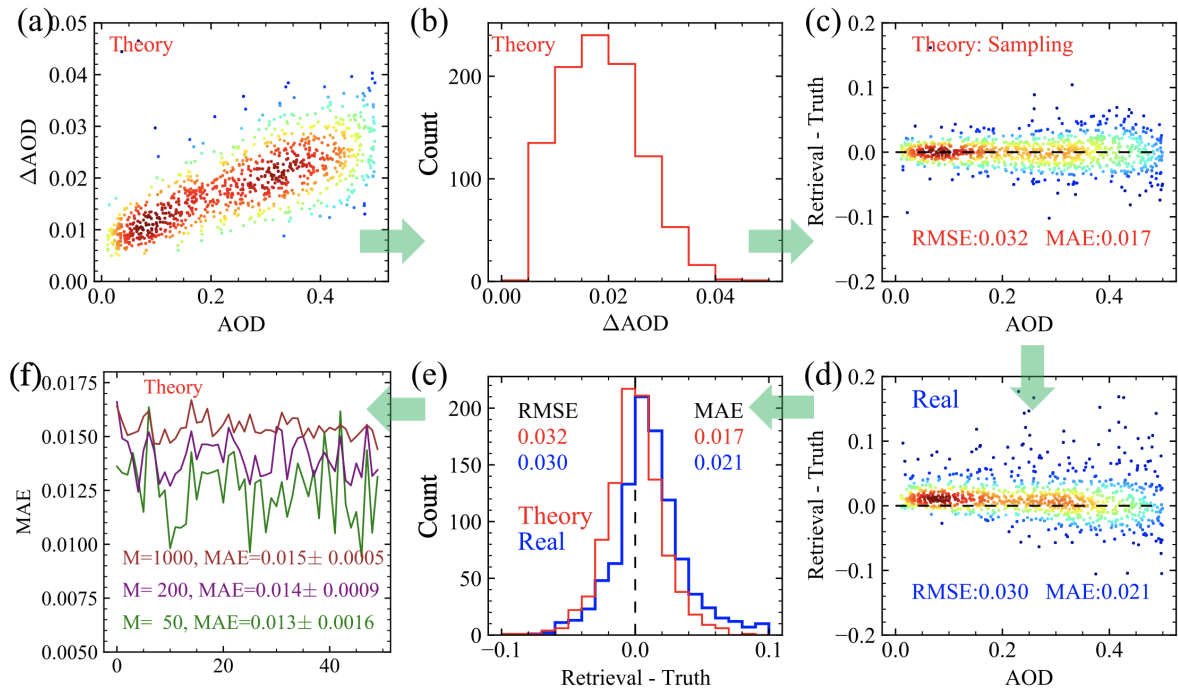 (a)
Theory
0.05
0.04
0.03
0.02
0.01
0.00
ΔAOD
0.0
0.2
0.4
AOD
(b)
Theory
200
100
0
Count
0.00
0.02
0.04
ΔAOD
(c)
Theory: Sampling
0.2
0.1
0.0
−0.1
−0.2
Retrieval - Truth
RMSE:0.032 MAE:0.017
0.0
0.2
0.4
AOD
(f)
Theory
0.0175
0.0150
0.0125
0.0100
0.0075
0.0050
MAE
M=1000, MAE=0.015± 0.0005
M= 200, MAE=0.014± 0.0009
M= 50, MAE=0.013± 0.0016
0
20
40
(e)
RMSE MAE
0.032 0.017
0.030 0.021
Theory
Real
200
150
100
50
0
Count
−0.1
0.0
0.1
Retrieval - Truth
(d)
Real
0.2
0.1
0.0
−0.1
−0.2
Retrieval - Truth
RMSE:0.030 MAE:0.021
0.0
0.2
0.4
AOD